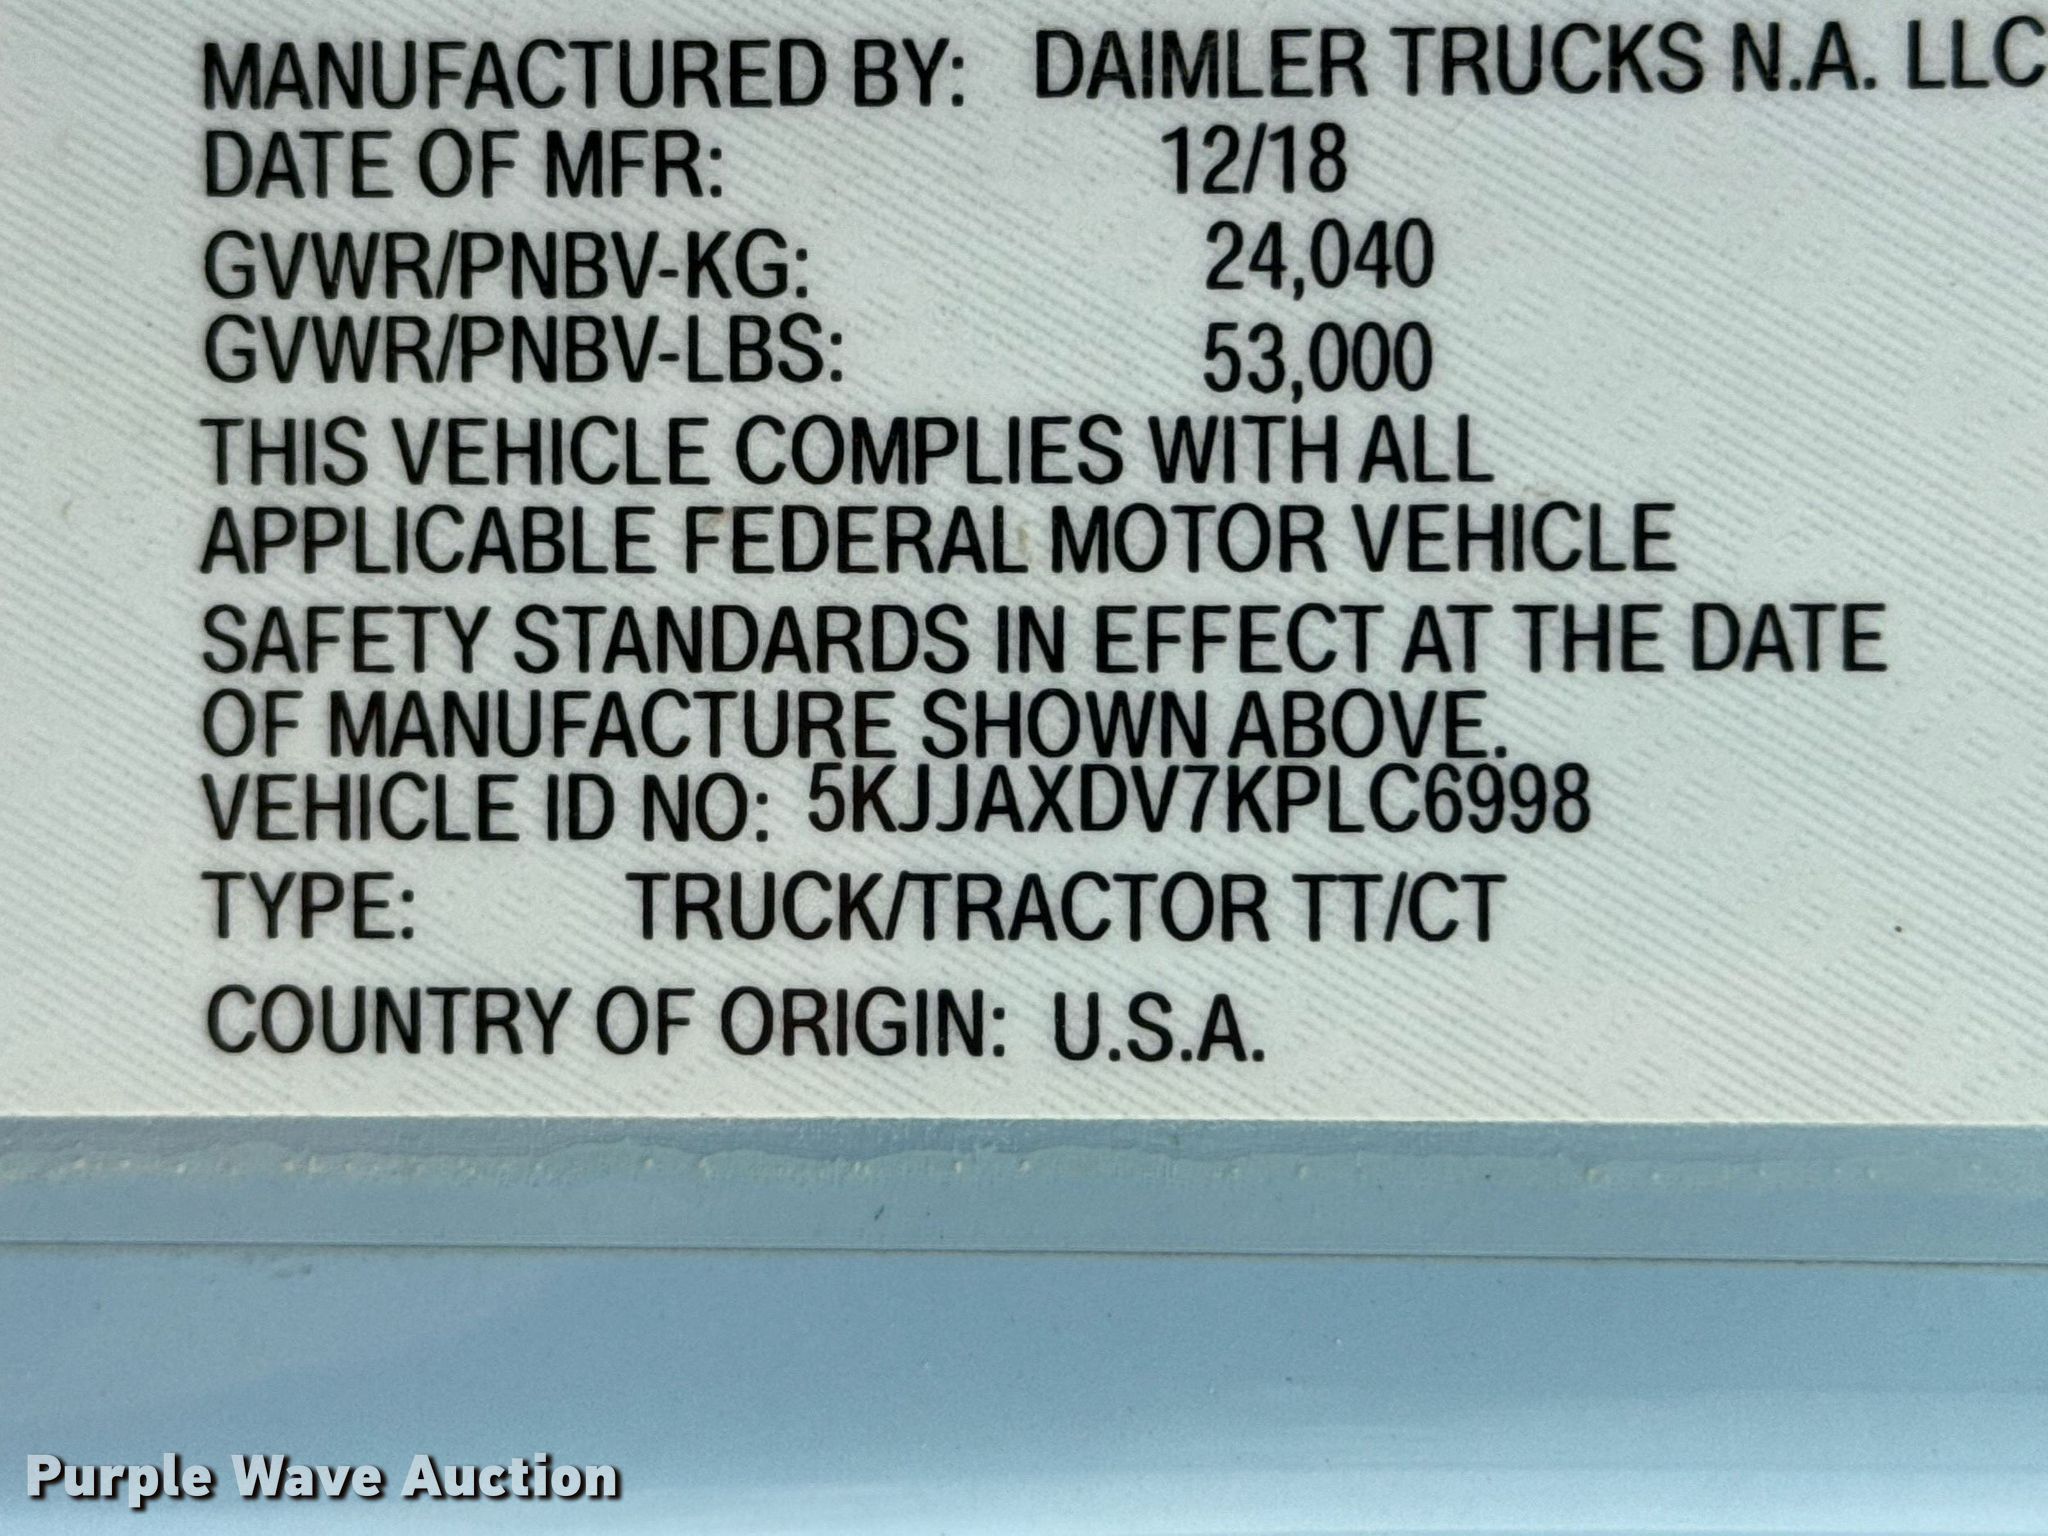 MANUFACTURED BY: DAIMLER TRUCKS N.A. LLC
DATE OF MFR: 12/18
GVWR/PNBV-KG: 24,040
GVWR/PNBV-LBS: 53,000
THIS VEHICLE COMPLIES WITH ALL
APPLICABLE FEDERAL MOTOR VEHICLE
SAFETY STANDARDS IN EFFECT AT THE DATE
OF MANUFACTURE SHOWN ABOVE.
VEHICLE ID NO: 5KJJAXDV7KPLC6998
TYPE: TRUCK/TRACTOR TT/CT
COUNTRY OF ORIGIN: U.S.A.
Purple Wave Auction